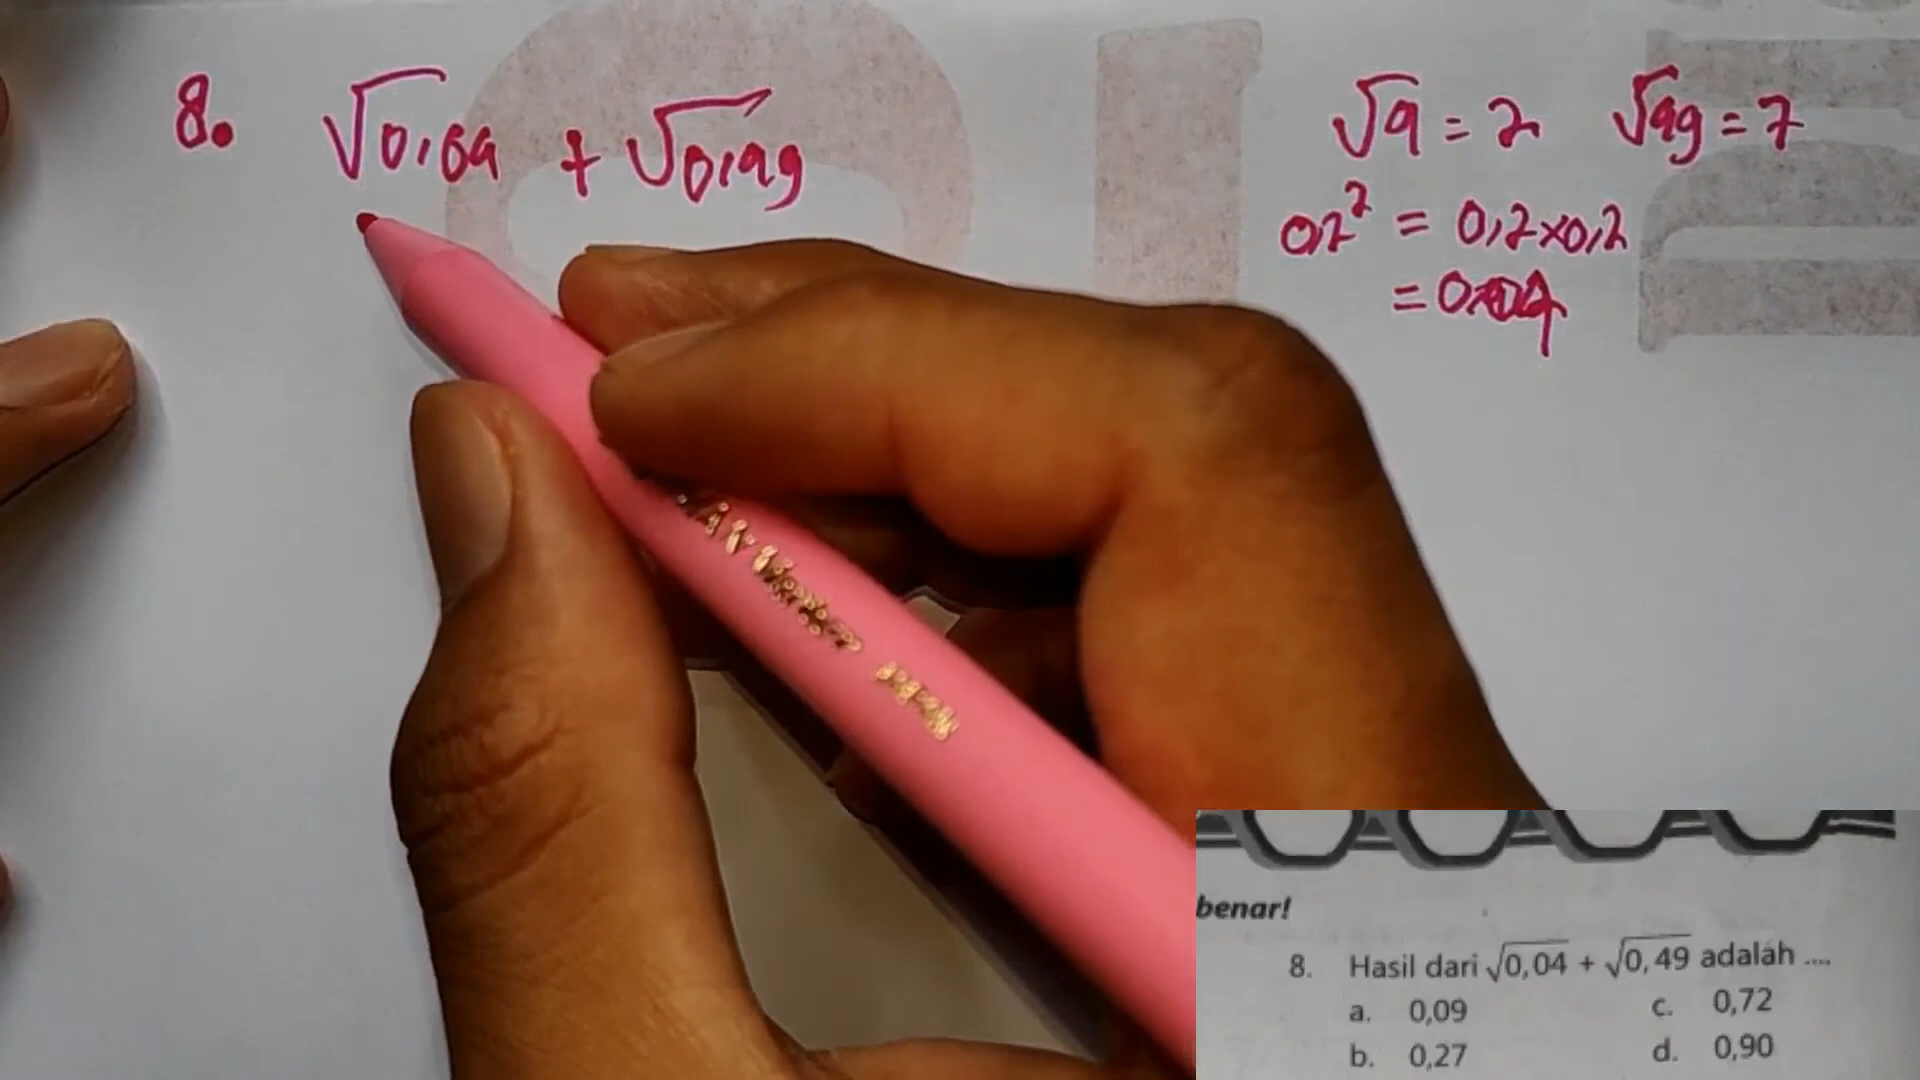 8. √0,04 + √0,49
√4 = 2 √49 = 7
0,2² = 0,2×0,2
= 0,04
benar!
8. Hasil dari √0,04 + √0,49 adalah ....
a. 0,09 c. 0,72
b. 0,27 d. 0,90